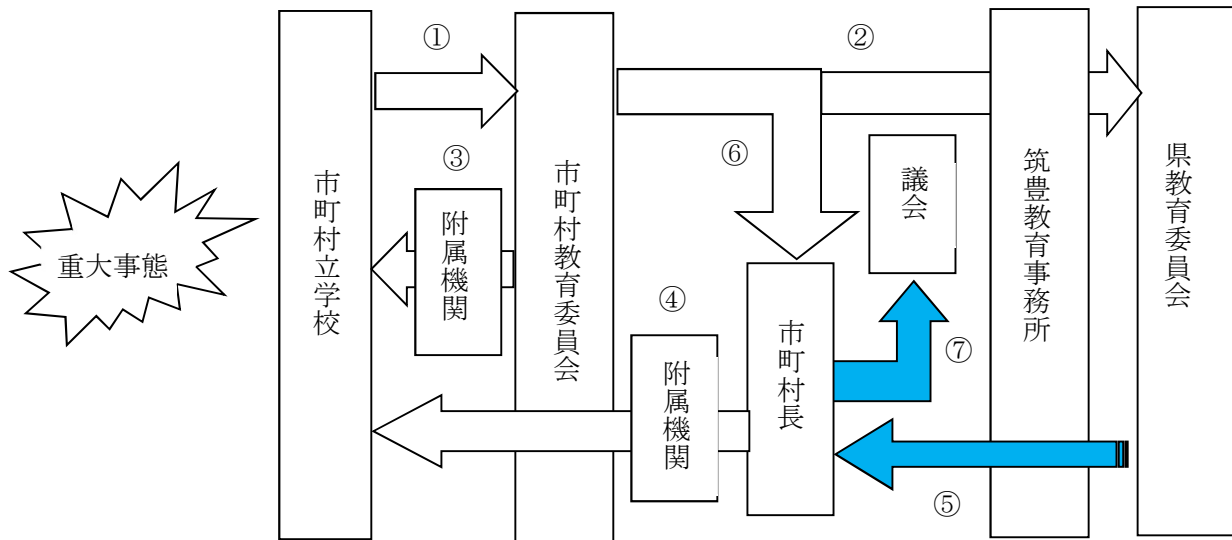 ①
②
③
④
⑤
⑥
⑦
重大事態
市町村立学校
附属機関
市町村教育委員会
附属機関
市町村長
議会
筑豊教育事務所
県教育委員会